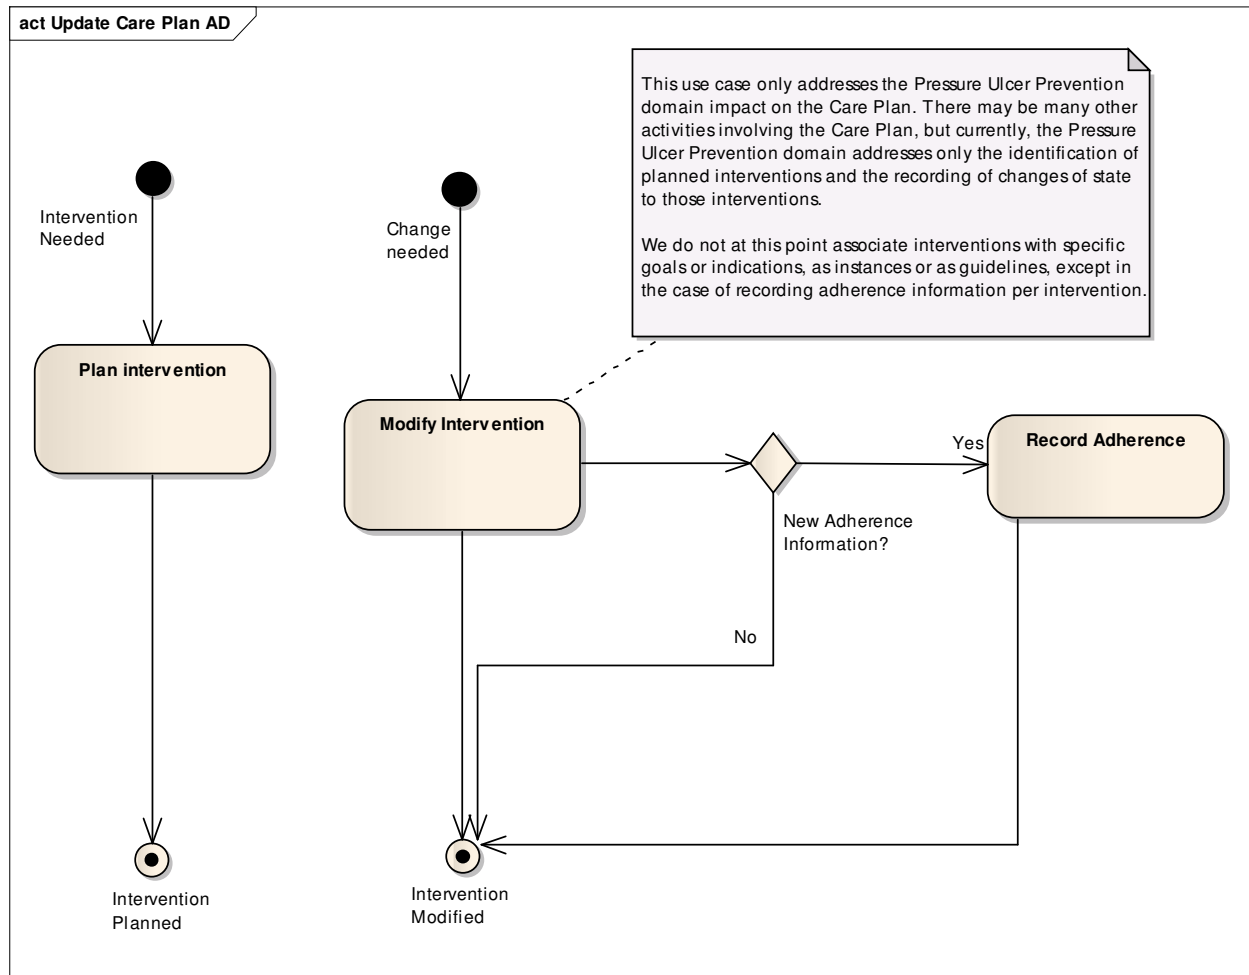 act Update Care Plan AD
This use case only addresses the Pressure Ulcer Prevention
domain impact on the Care Plan. There may be many other
activities involving the Care Plan, but currently, the Pressure
Ulcer Prevention domain addresses only the identification of
planned interventions and the recording of changes of state
to those interventions.
We do not at this point associate interventions with specific
goals or indications, as instances or as guidelines, except in
the case of recording adherence information per intervention.
Intervention
Needed
Change
needed
Plan intervention
Modify Intervention
Yes
Record Adherence
New Adherence
Information?
No
Intervention
Planned
Intervention
Modified